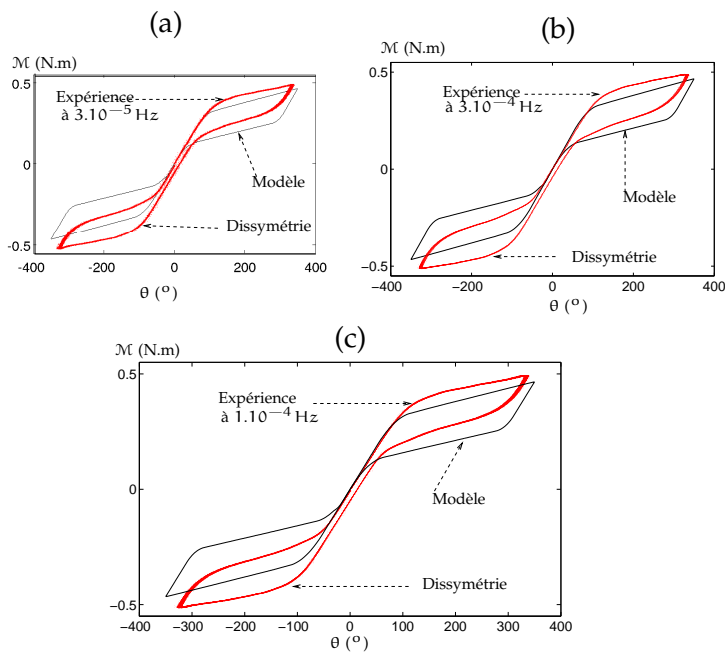 (a)
ℳ (N.m)
0.5
Expérience
à 3.10⁻⁵ Hz
0
Modèle
Dissymétrie
-0.5
-400 -200 0 200 400
θ (°)
(b)
ℳ (N.m)
0.5
Expérience
à 3.10⁻⁴ Hz
0
Modèle
Dissymétrie
−0.5
−400 −200 0 200 400
θ (°)
(c)
ℳ (N.m)
0.5
Expérience
à 1.10⁻⁴ Hz
0
Modèle
Dissymétrie
−0.5
−400 −300 −200 −100 0 100 200 300 400
θ (°)